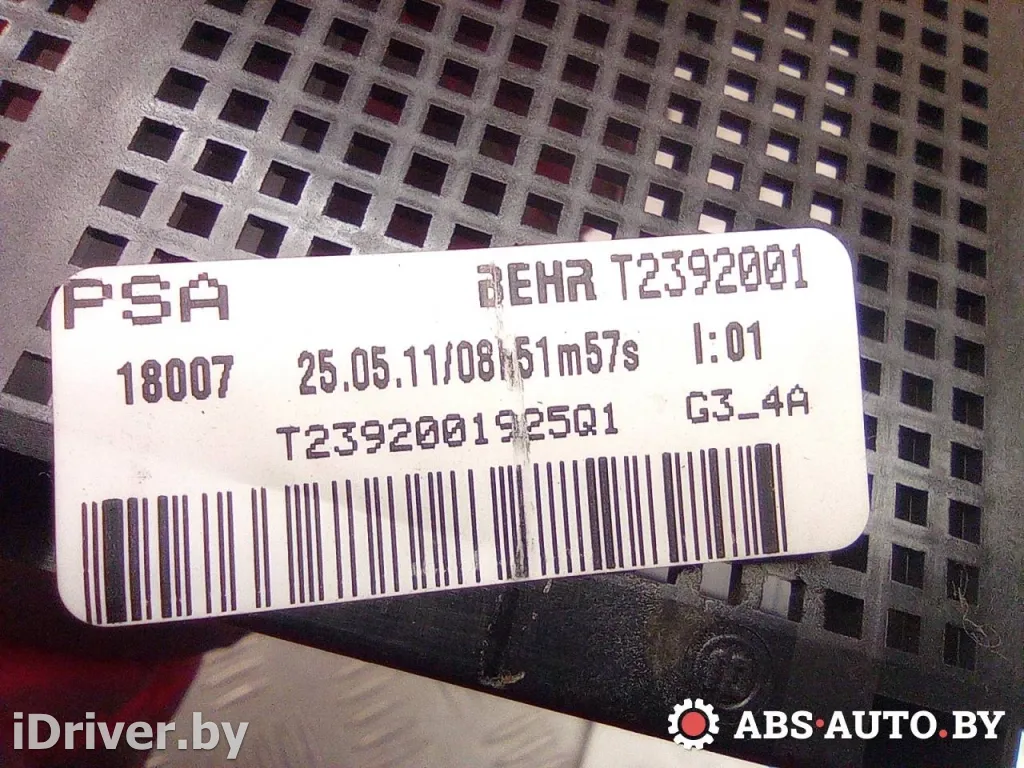 PSA BEHR T2392001
18007 25.05.11/08h51m57s I:01
T2392001925Q1 G3_4A
iDriver.by
ABS·AUTO.BY